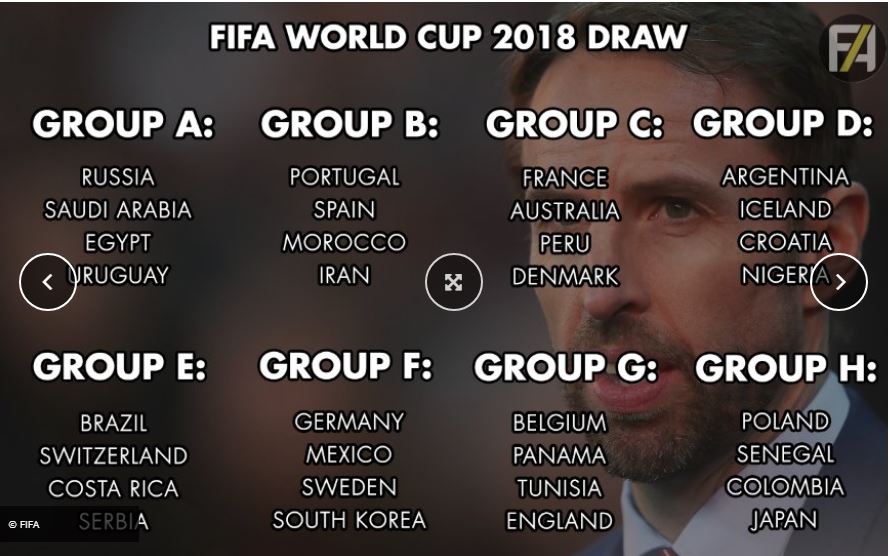 FIFA WORLD CUP 2018 DRAW
FA
GROUP A:
RUSSIA
SAUDI ARABIA
EGYPT
URUGUAY
GROUP B:
PORTUGAL
SPAIN
MOROCCO
IRAN
GROUP C:
FRANCE
AUSTRALIA
PERU
DENMARK
GROUP D:
ARGENTINA
ICELAND
CROATIA
NIGERIA
GROUP E:
BRAZIL
SWITZERLAND
COSTA RICA
SERBIA
GROUP F:
GERMANY
MEXICO
SWEDEN
SOUTH KOREA
GROUP G:
BELGIUM
PANAMA
TUNISIA
ENGLAND
GROUP H:
POLAND
SENEGAL
COLOMBIA
JAPAN
© FIFA